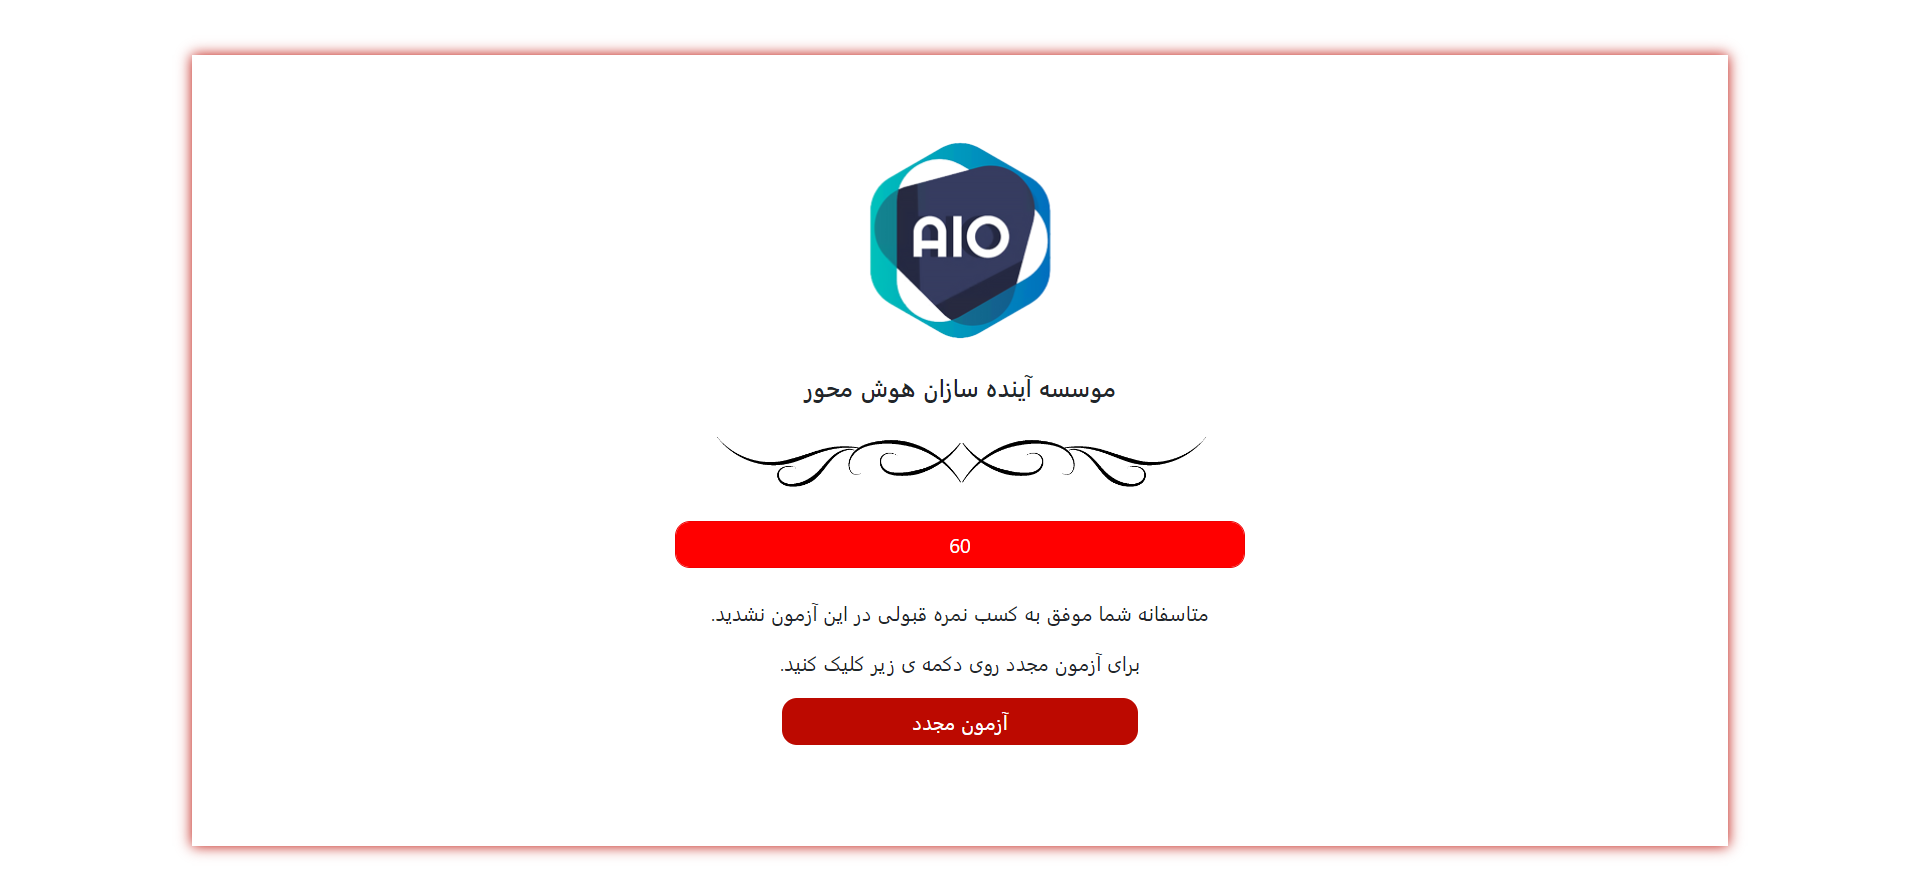 AIO
موسسه آینده سازان هوش محور
60
متاسفانه شما موفق به کسب نمره قبولی در این آزمون نشدید.
برای آزمون مجدد روی دکمه ی زیر کلیک کنید.
آزمون مجدد